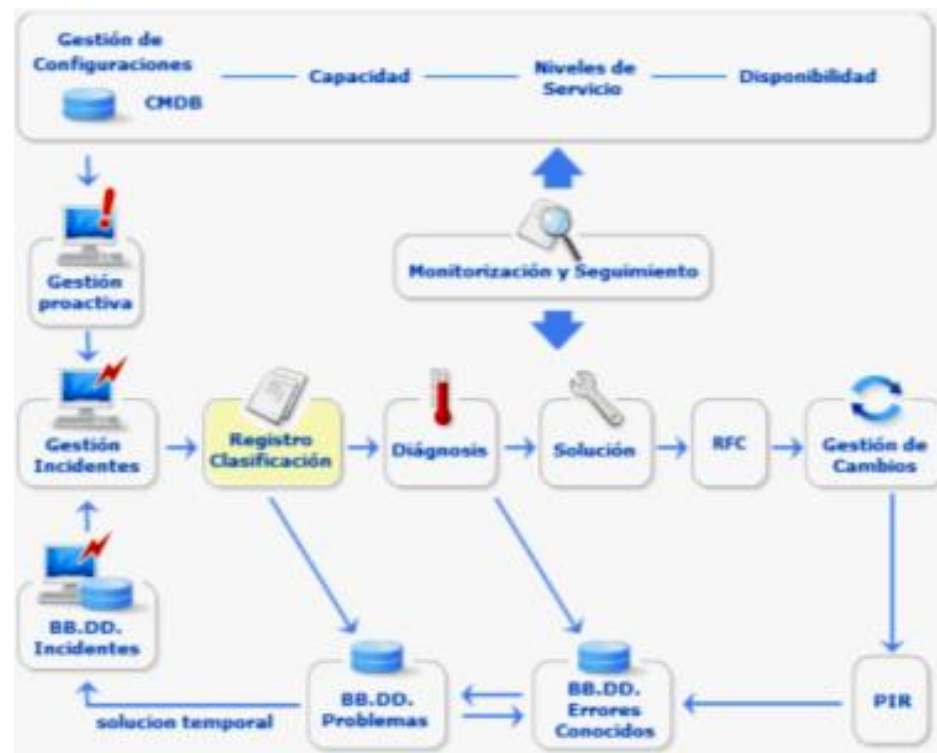 Gestión de
Configuraciones
CMDB
Capacidad
Niveles de
Servicio
Disponibilidad
Gestión
proactiva
Monitorización y Seguimiento
Gestión
Incidentes
Registro
Clasificación
Diágnosis
Solución
RFC
Gestión de
Cambios
BB.DD.
Incidentes
solucion temporal
BB.DD.
Problemas
BB.DD.
Errores
Conocidos
PIR